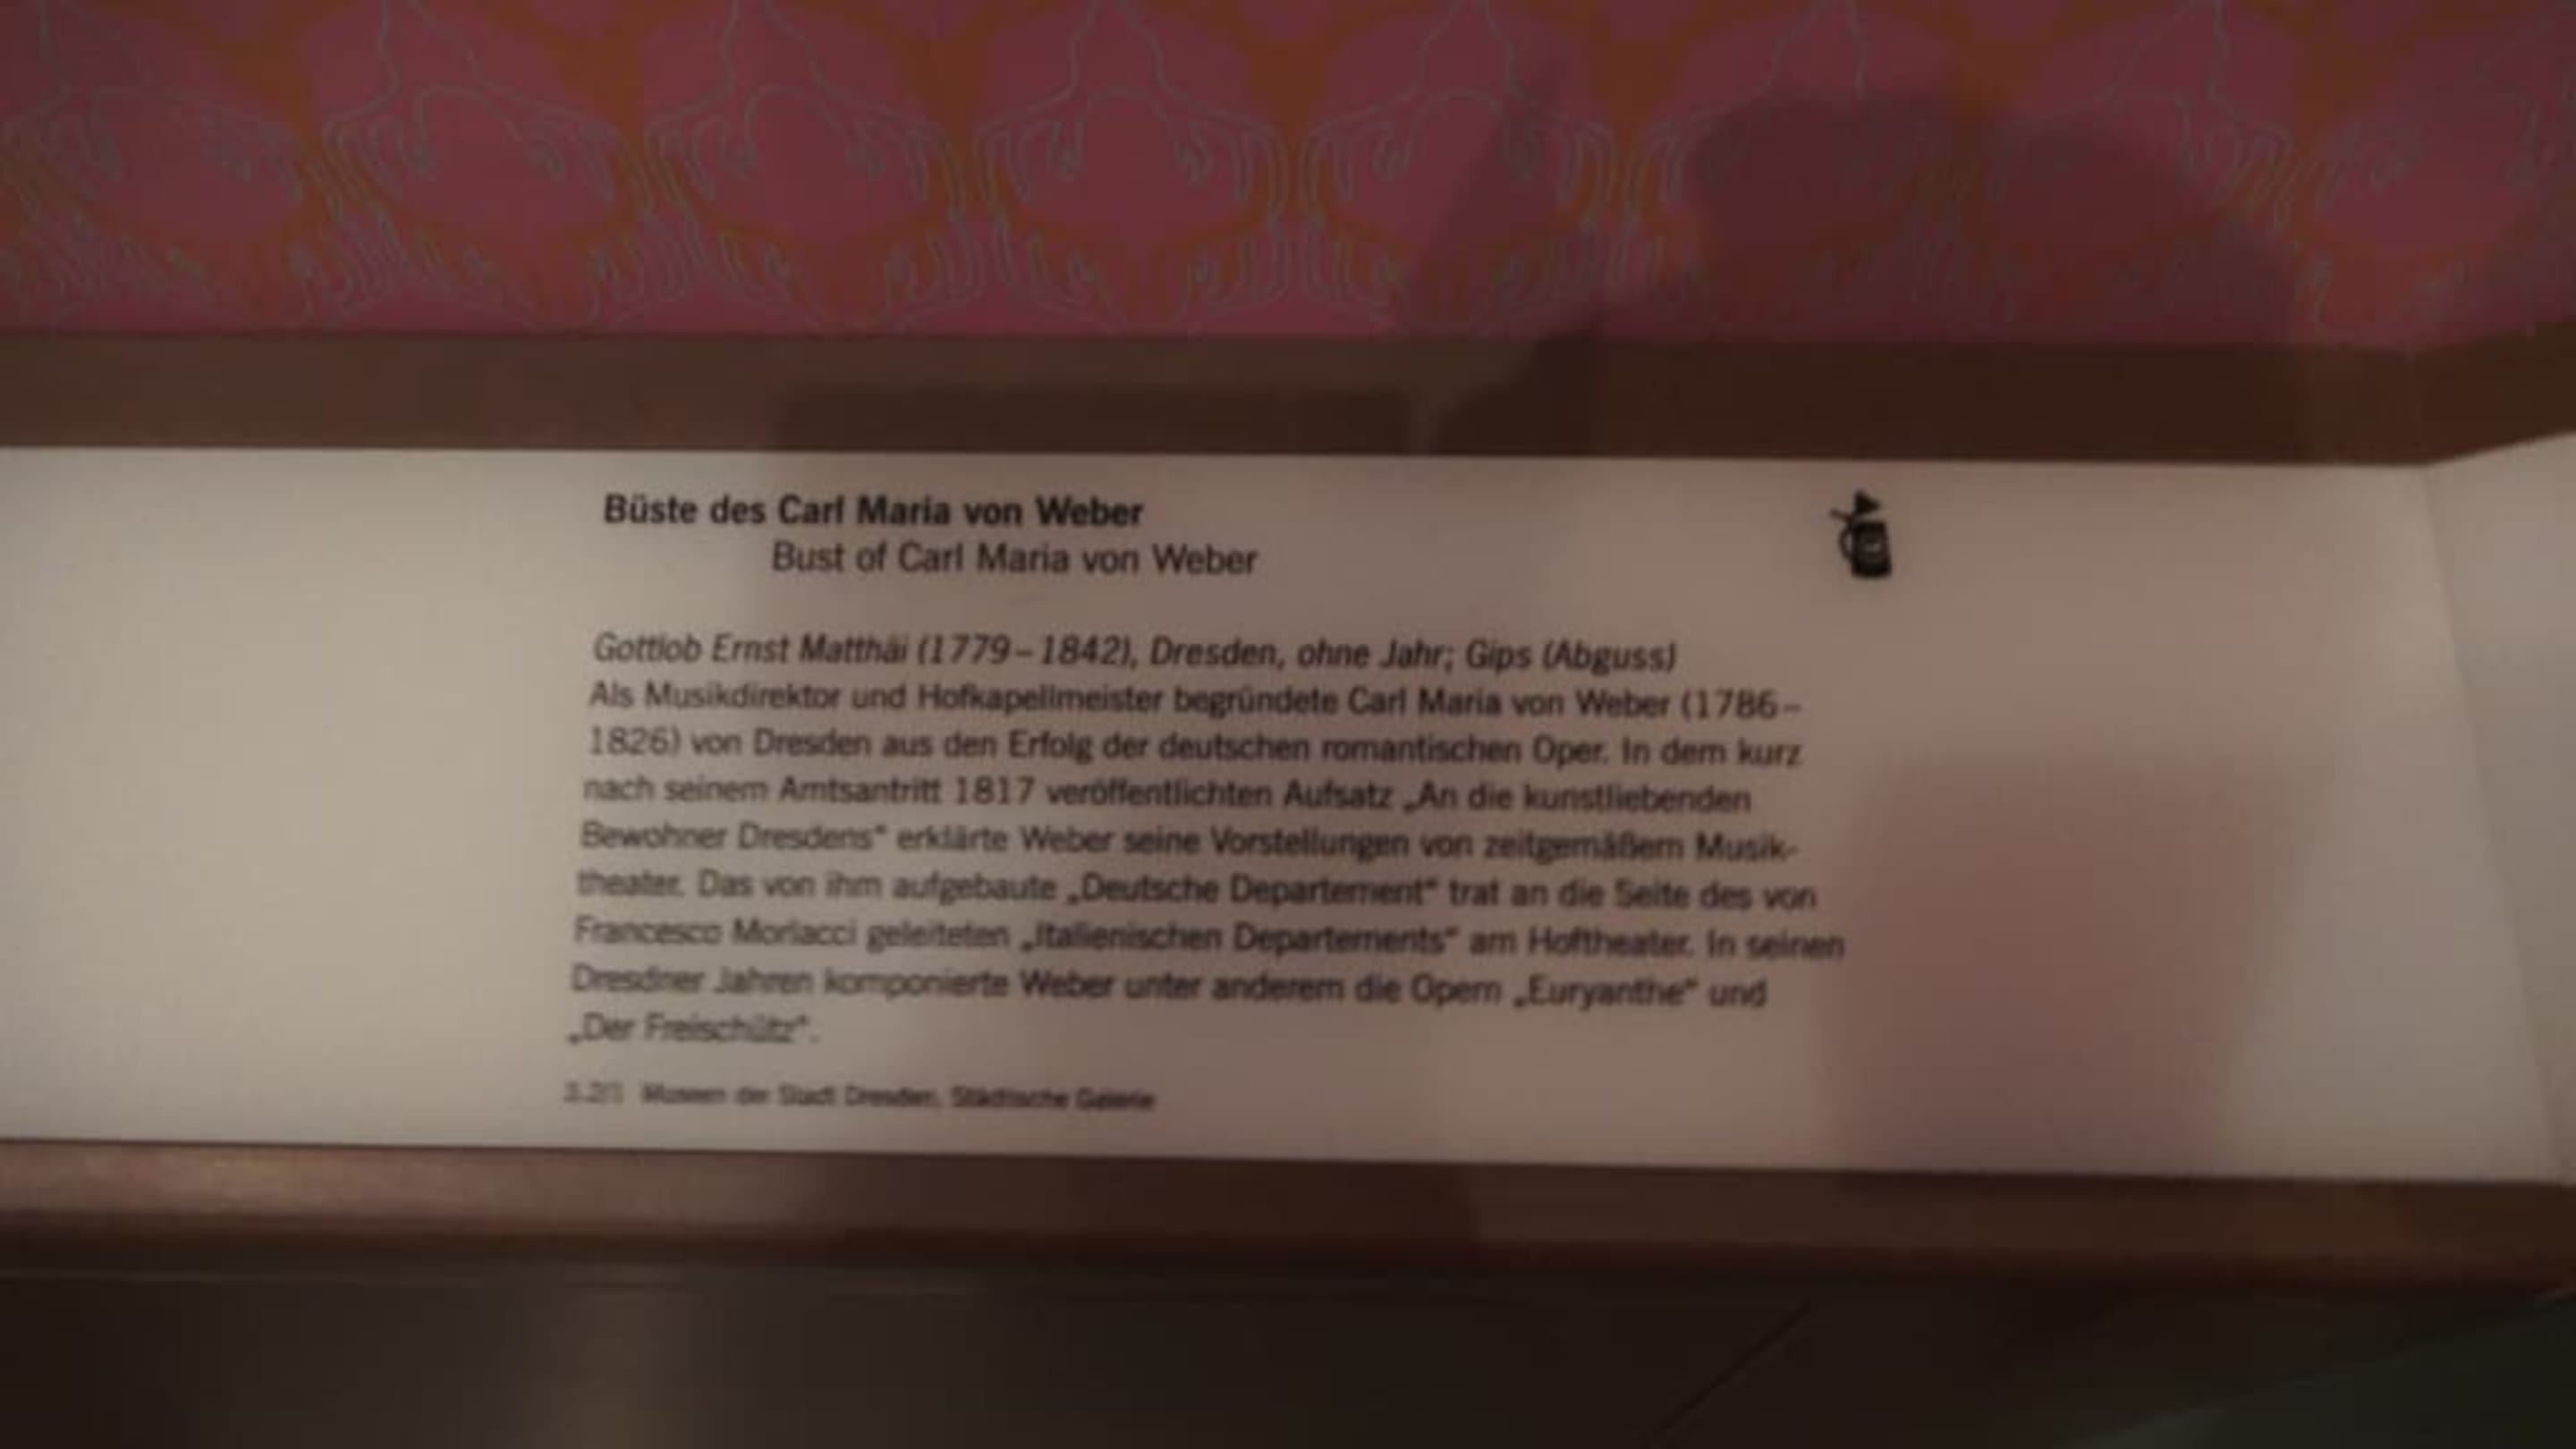 Büste des Carl Maria von Weber
Bust of Carl Maria von Weber
Gottlob Ernst Matthäi (1779–1842), Dresden, ohne Jahr; Gips (Abguss)
Als Musikdirektor und Hofkapellmeister begründete Carl Maria von Weber (1786–
1826) von Dresden aus den Erfolg der deutschen romantischen Oper. In dem kurz
nach seinem Amtsantritt 1817 veröffentlichten Aufsatz „An die kunstliebenden
Bewohner Dresdens“ erklärte Weber seine Vorstellungen von zeitgemäßem Musik-
theater. Das von ihm aufgebaute „Deutsche Departement“ trat an die Seite des von
Francesco Morlacci geleiteten „Italienischen Departements“ am Hoftheater. In seinen
Dresdner Jahren komponierte Weber unter anderem die Opern „Euryanthe“ und
„Der Freischütz“.
Museen der Stadt Dresden, Städtische Galerie